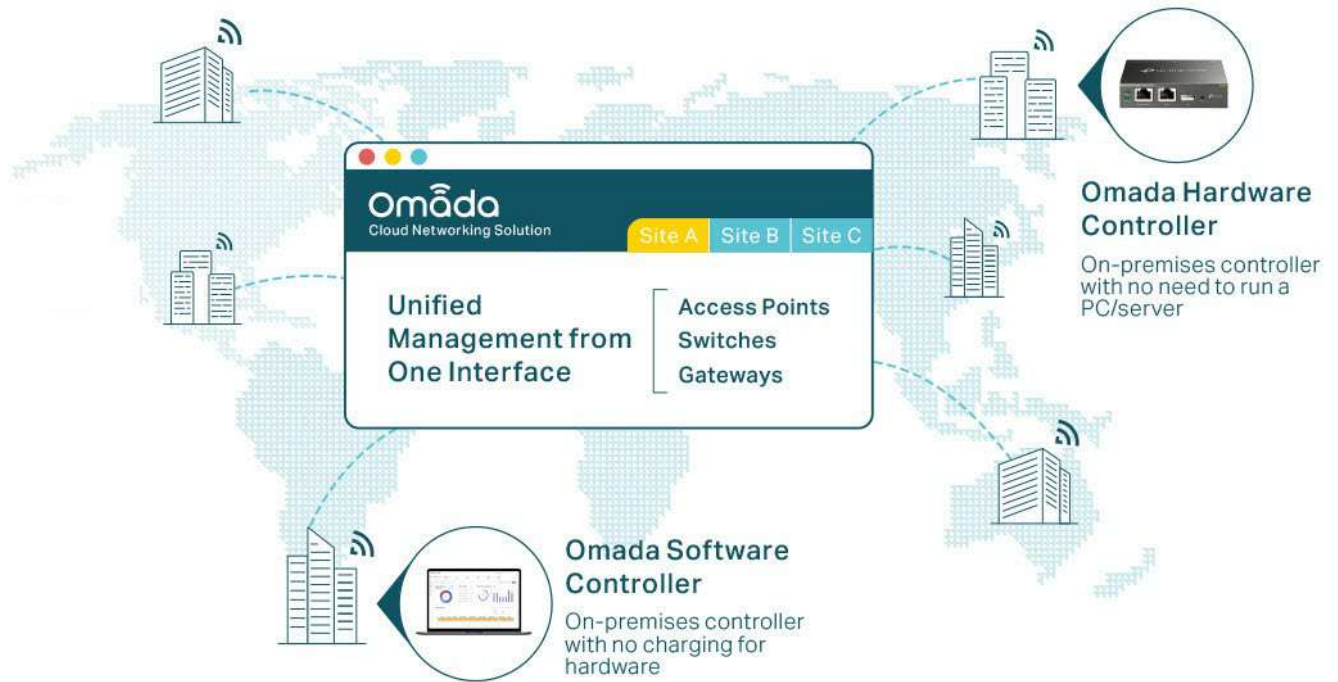 Omada
Cloud Networking Solution
Site A
Site B
Site C
Unified
Management from
One Interface
Access Points
Switches
Gateways
Omada Hardware
Controller
On-premises controller
with no need to run a
PC/server
Omada Software
Controller
On-premises controller
with no charging for
hardware